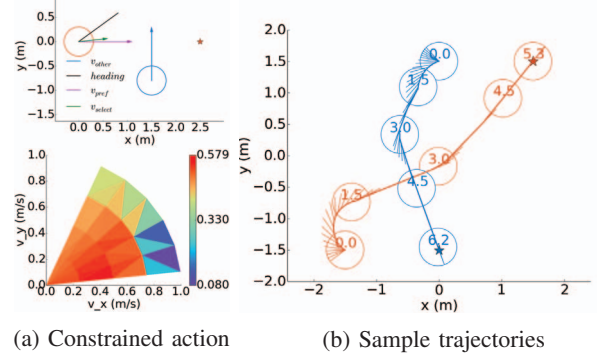 y (m)
0.5
0.0
−0.5
−1.0
−1.5
v_other
heading
v_pref
v_select
0.0 0.5 1.0 1.5 2.0 2.5
x (m)
v_y (m/s)
1.0
0.8
0.6
0.4
0.2
0.0
0.0 0.2 0.4 0.6 0.8 1.0
v_x (m/s)
0.579
0.330
0.080
(a) Constrained action
y (m)
2.0
1.5
1.0
0.5
0.0
−0.5
−1.0
−1.5
−2.0
0.0
1.5
3.0
4.5
6.2
5.3
4.5
3.0
1.5
0.0
−2 −1 0 1 2
x (m)
(b) Sample trajectories